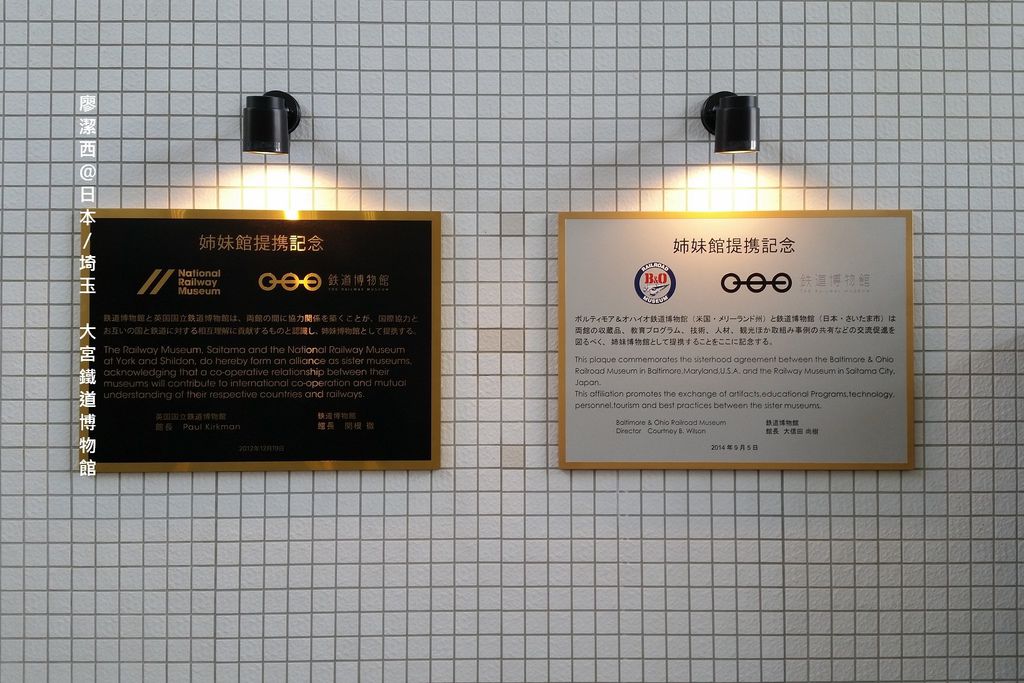 廖潔西@日本/埼玉 大宮鐵道博物館
姉妹館提携記念
National
Railway
Museum
鉄道博物館
THE RAILWAY MUSEUM
鉄道博物館と英国国立鉄道博物館は、両館の間に協力関係を築くことが、国際協力と
お互いの国と鉄道に対する相互理解に貢献するものと認識し、姉妹博物館として提携する。
The Railway Museum, Saitama and the National Railway Museum
at York and Shildon, do hereby form an alliance as sister museums,
acknowledging that a co-operative relationship between their
museums will contribute to international co-operation and mutual
understanding of their respective countries and railways.
英国国立鉄道博物館
館長 Paul Kirkman
鉄道博物館
館長 関根 徹
2012年12月19日
姉妹館提携記念
RAILROAD
B&O
MUSEUM
鉄道博物館
THE RAILWAY MUSEUM
ボルティモア&オハイオ鉄道博物館(米国・メリーランド州)と鉄道博物館(日本・さいたま市)は
両館の収蔵品、教育プログラム、技術、人材、観光ほか取組み事例の共有などの交流促進を
図るべく、姉妹博物館として提携することをここに記念する。
This plaque commemorates the sisterhood agreement between the Baltimore & Ohio
Railroad Museum in Baltimore,Maryland,U.S.A. and the Railway Museum in Saitama City,
Japan.
This affiliation promotes the exchange of artifacts,educational Programs,technology,
personnel,tourism and best practices between the sister museums.
Baltimore & Ohio Railroad Museum
Director Courtney B. Wilson
鉄道博物館
館長 大信田 尚樹
2014年9月5日